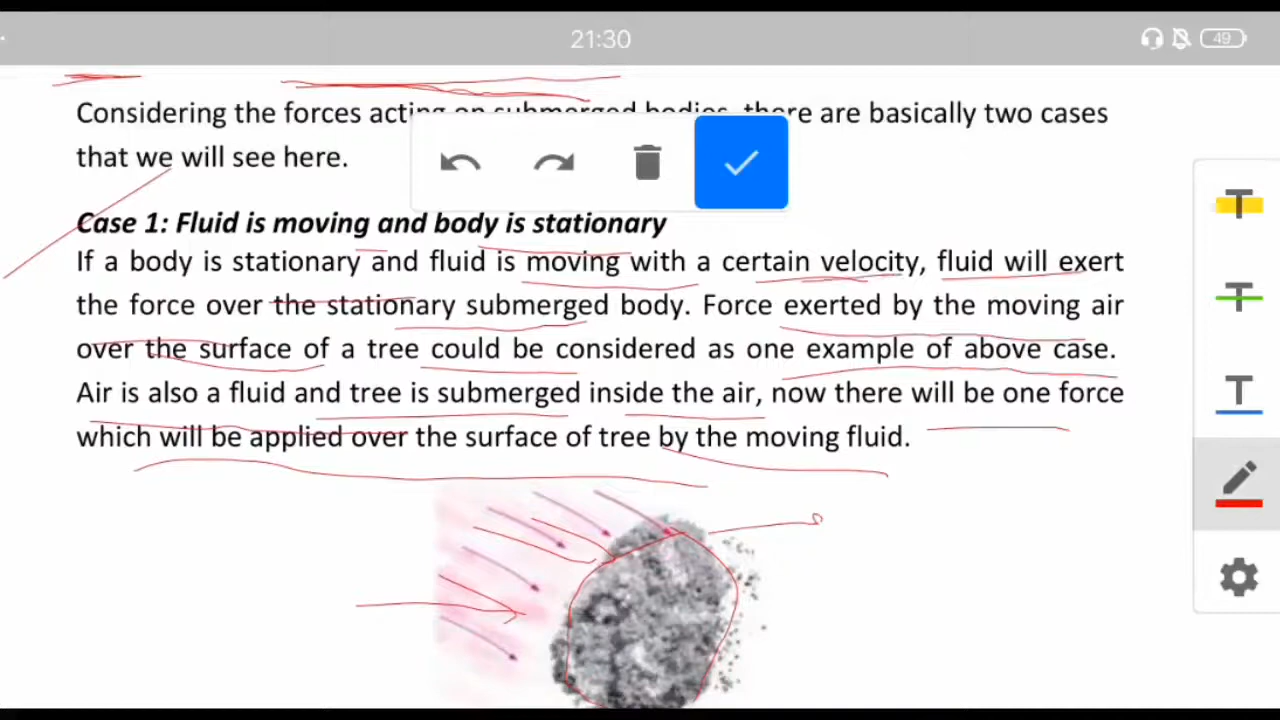 21:30
49
Considering the forces acting on submerged bodies, there are basically two cases
that we will see here.
Case 1: Fluid is moving and body is stationary
If a body is stationary and fluid is moving with a certain velocity, fluid will exert
the force over the stationary submerged body. Force exerted by the moving air
over the surface of a tree could be considered as one example of above case.
Air is also a fluid and tree is submerged inside the air, now there will be one force
which will be applied over the surface of tree by the moving fluid.
T
T
T